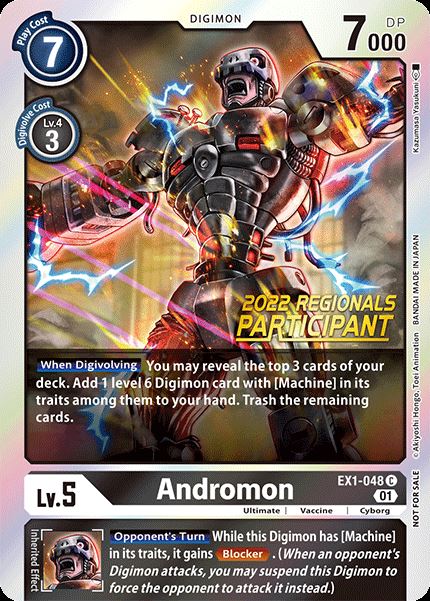 Play Cost
7
DIGIMON
DP
7000
Digivolve Cost
Lv.4
3
Kazumasa Yasukuni
2022 REGIONALS
PARTICIPANT
When Digivolving You may reveal the top 3 cards of your
deck. Add 1 level 6 Digimon card with [Machine] in its
traits among them to your hand. Trash the remaining
cards.
© Akiyoshi Hongo, Toei Animation BANDAI MADE IN JAPAN
NOT FOR SALE
Lv.5
Andromon
EX1-048 C
01
Ultimate | Vaccine | Cyborg
Inherited Effect
Opponent's Turn While this Digimon has [Machine]
in its traits, it gains Blocker . (When an opponent's
Digimon attacks, you may suspend this Digimon to
force the opponent to attack it instead.)